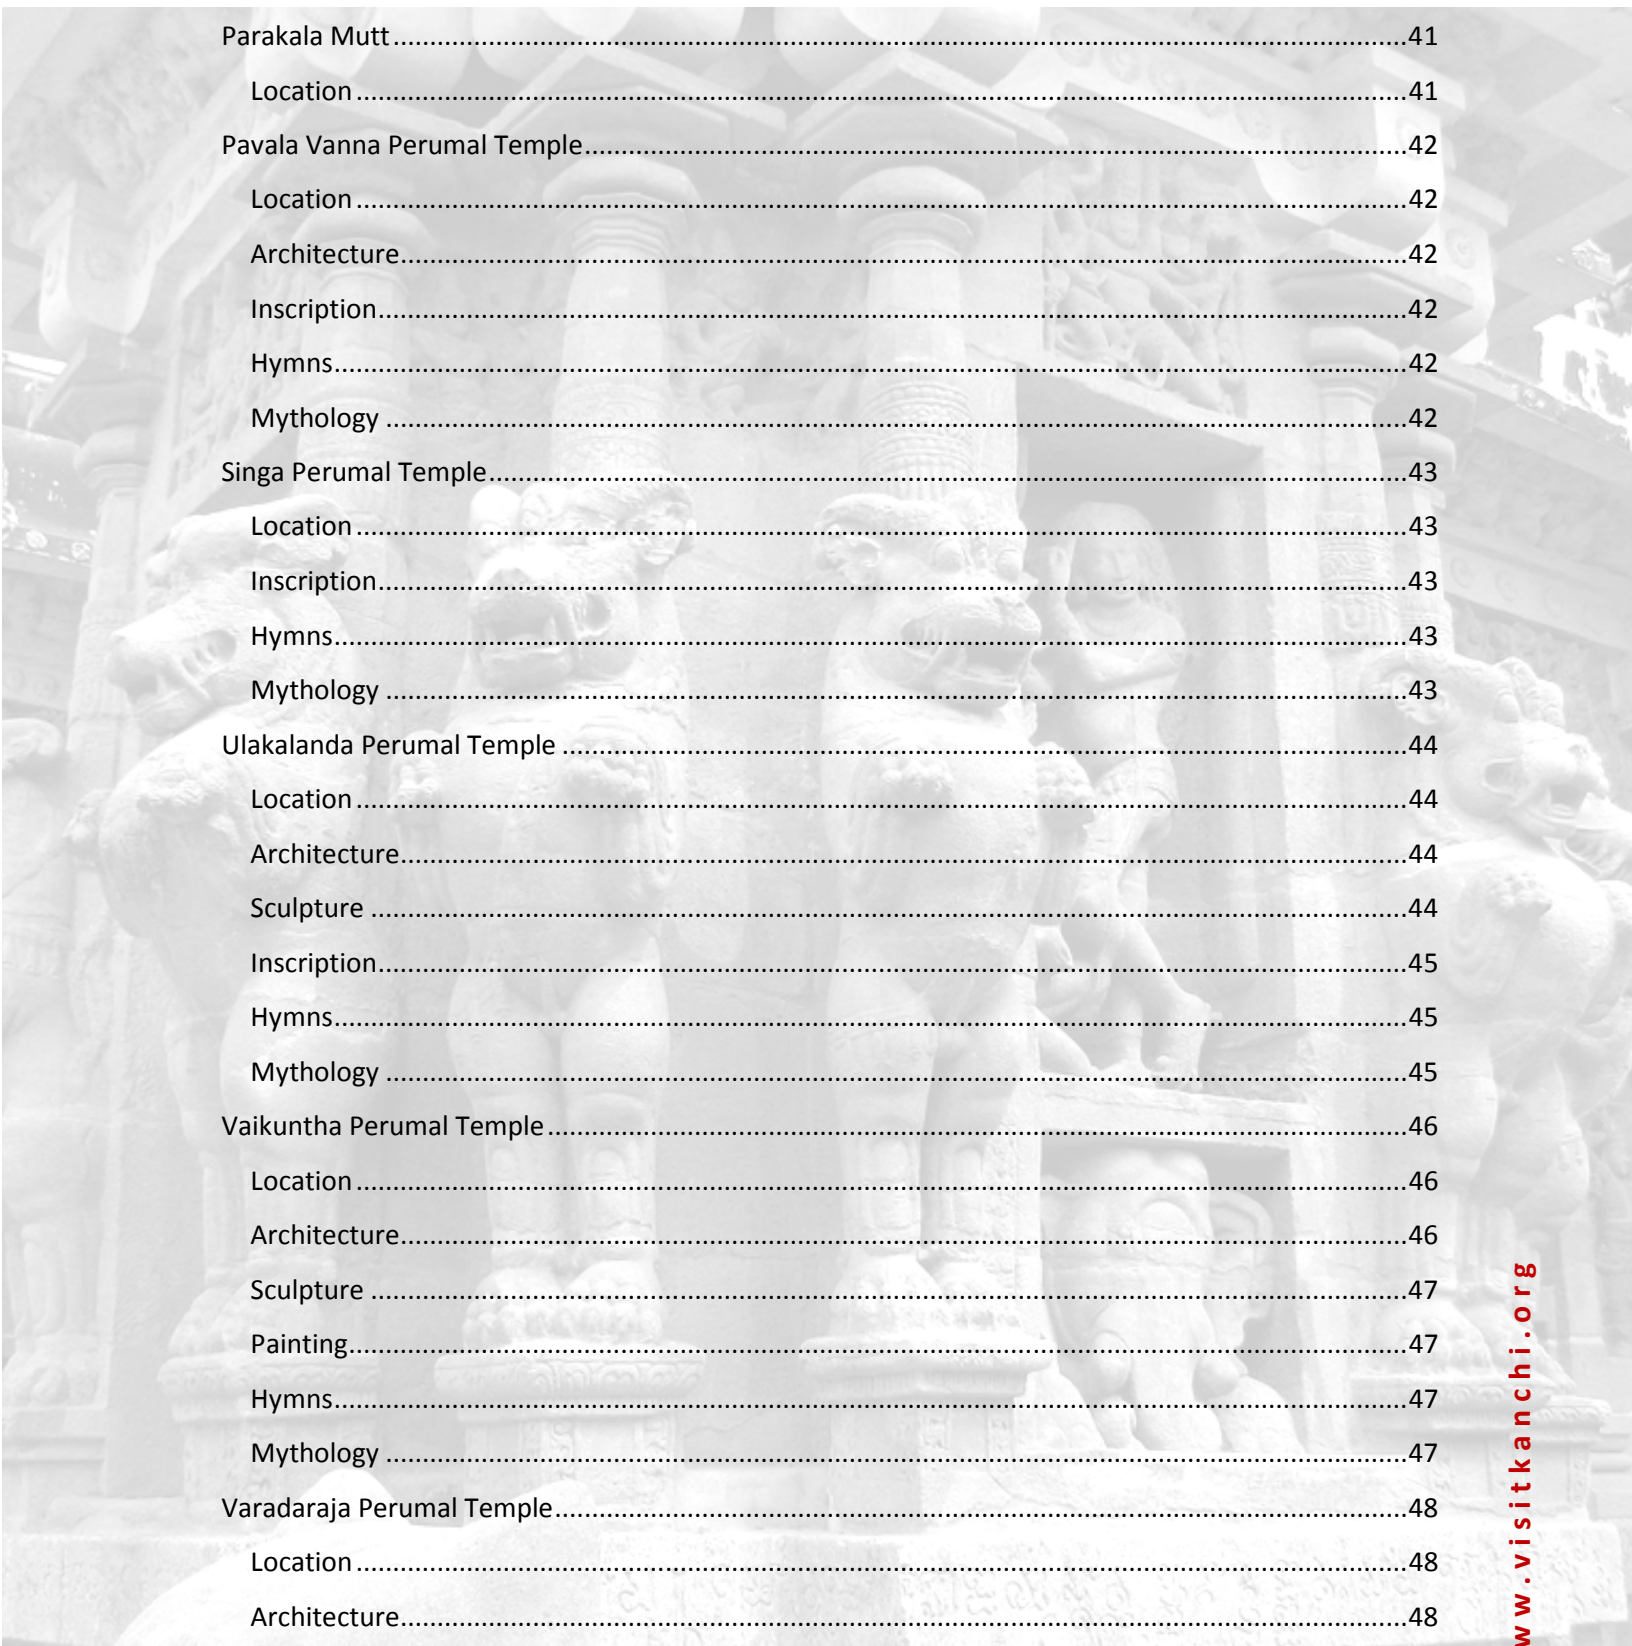 Parakala Mutt........41
Location........41
Pavala Vanna Perumal Temple........42
Location........42
Architecture........42
Inscription........42
Hymns........42
Mythology........42
Singa Perumal Temple........43
Location........43
Inscription........43
Hymns........43
Mythology........43
Ulakalanda Perumal Temple........44
Location........44
Architecture........44
Sculpture........44
Inscription........45
Hymns........45
Mythology........45
Vaikuntha Perumal Temple........46
Location........46
Architecture........46
Sculpture........47
Painting........47
Hymns........47
Mythology........47
Varadaraja Perumal Temple........48
Location........48
Architecture........48
w w . v i s i t k a n c h i . o r g